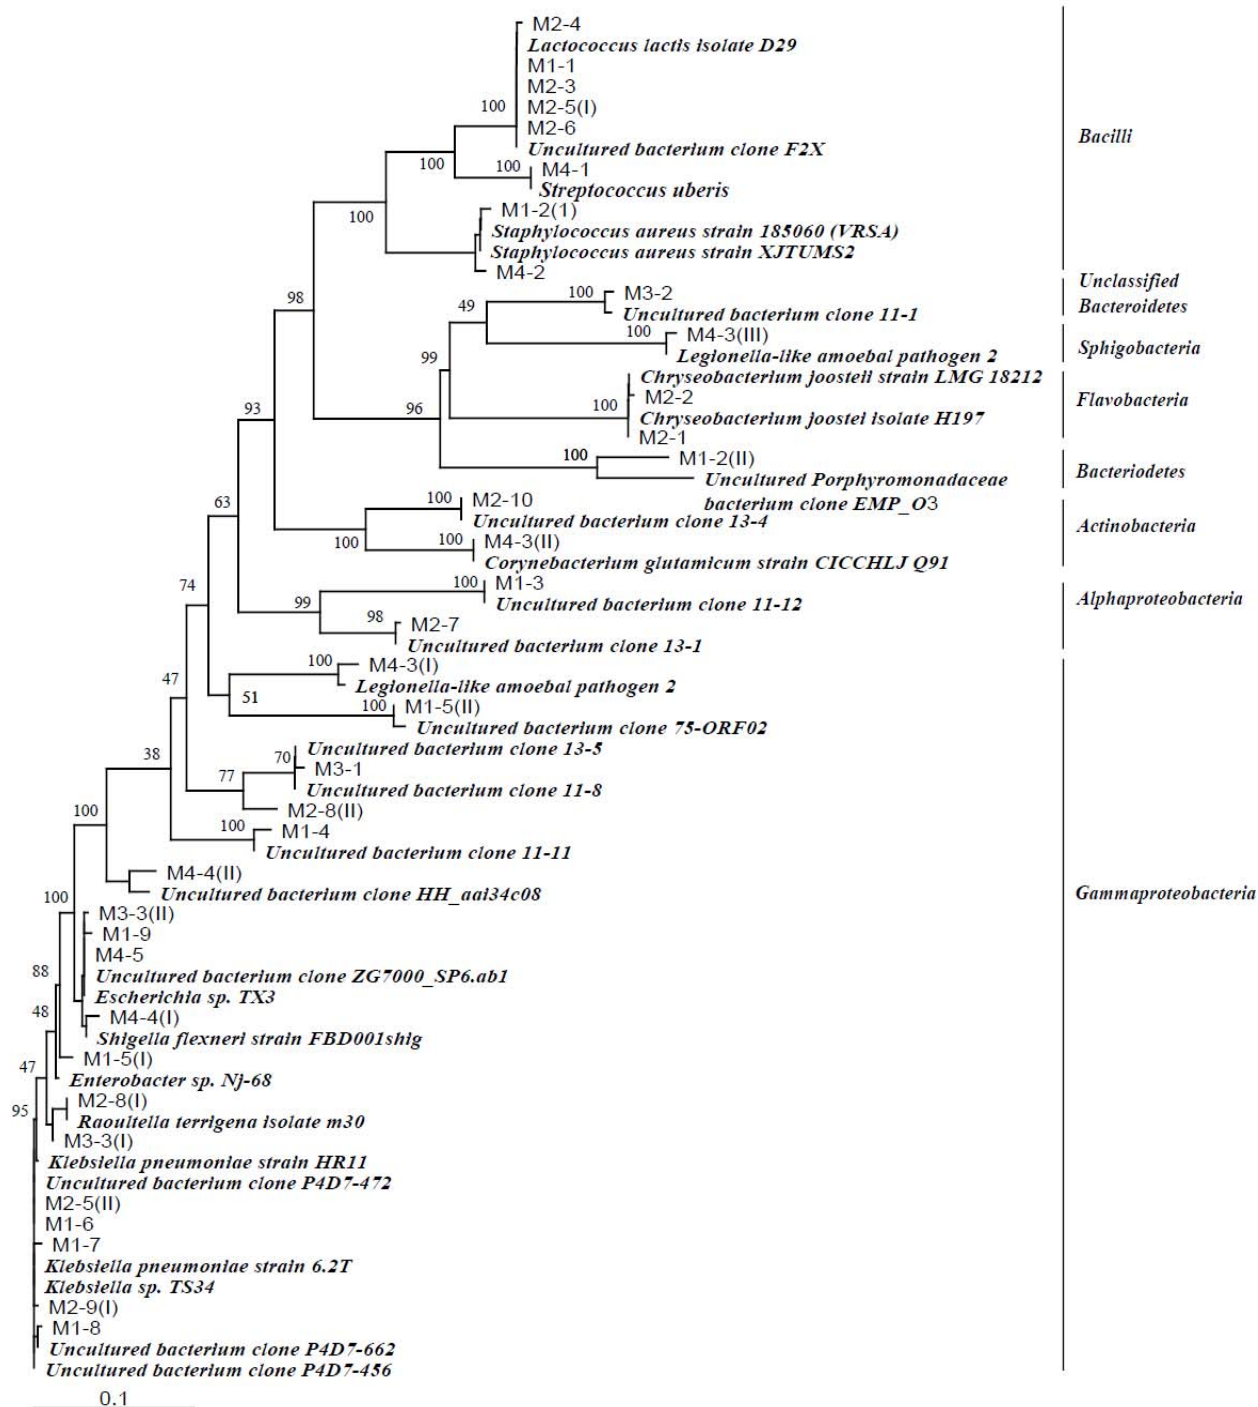 M2-4
Lactococcus lactis isolate D29
M1-1
M2-3
100
M2-5(I)
M2-6
Uncultured bacterium clone F2X
Bacilli
100
100
M4-1
Streptococcus uberis
100
M1-2(1)
Staphylococcus aureus strain 185060 (VRSA)
Staphylococcus aureus strain XJTUMS2
M4-2
Unclassified
Bacteroidetes
98
49
100
M3-2
Uncultured bacterium clone 11-1
100
M4-3(III)
Legionella-like amoebal pathogen 2
Sphigobacteria
99
Chryseobacterium joosteii strain LMG 18212
M2-2
Flavobacteria
93
96
100
Chryseobacterium joostei isolate H197
M2-1
100
M1-2(II)
Uncultured Porphyromonadaceae
bacterium clone EMP_O3
Bacteriodetes
63
100
M2-10
Uncultured bacterium clone 13-4
Actinobacteria
100
100
M4-3(II)
Corynebacterium glutamicum strain CICCHLJ Q91
74
100
M1-3
Uncultured bacterium clone 11-12
Alphaproteobacteria
99
98
M2-7
Uncultured bacterium clone 13-1
47
100
M4-3(I)
Legionella-like amoebal pathogen 2
51
100
M1-5(II)
Uncultured bacterium clone 75-ORF02
38
Uncultured bacterium clone 13-5
70
M3-1
77
Uncultured bacterium clone 11-8
M2-8(II)
100
100
M1-4
Uncultured bacterium clone 11-11
M4-4(II)
Uncultured bacterium clone HH_aai34c08
Gammaproteobacteria
100
M3-3(II)
M1-9
M4-5
88
Uncultured bacterium clone ZG7000_SP6.ab1
Escherichia sp. TX3
48
M4-4(I)
Shigella flexneri strain FBD001shig
47
M1-5(I)
Enterobacter sp. Nj-68
95
M2-8(I)
Raoultella terrigena isolate m30
M3-3(I)
Klebsiella pneumoniae strain HR11
Uncultured bacterium clone P4D7-472
M2-5(II)
M1-6
M1-7
Klebsiella pneumoniae strain 6.2T
Klebsiella sp. TS34
M2-9(I)
M1-8
Uncultured bacterium clone P4D7-662
Uncultured bacterium clone P4D7-456
0.1